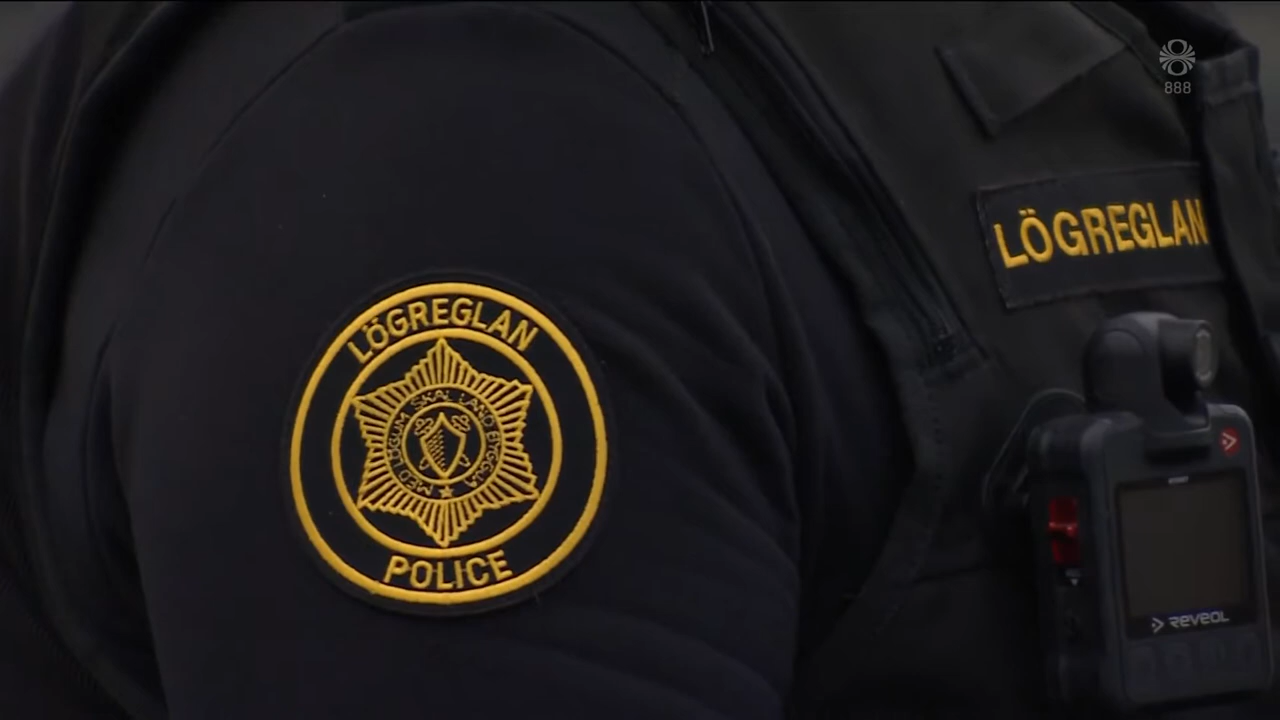 888
LÖGREGLAN
LÖGREGLAN
MEÐ LÖGUM SKAL LAND BYGGJA
POLICE
REVEAL